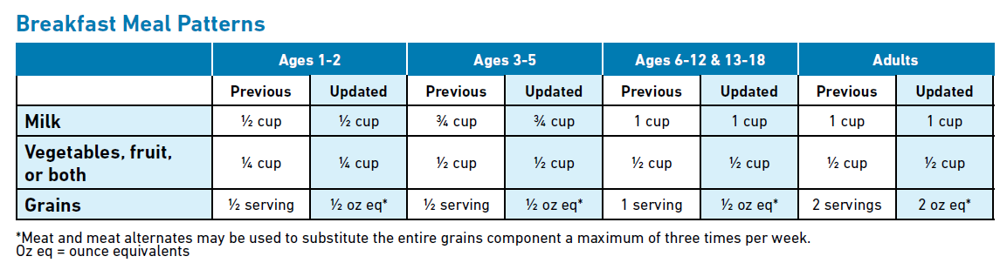 Breakfast Meal Patterns
Ages 1-2 Ages 3-5 Ages 6-12 & 13-18 Adults
Previous Updated Previous Updated Previous Updated Previous Updated
Milk ½ cup ½ cup ¾ cup ¾ cup 1 cup 1 cup 1 cup 1 cup
Vegetables, fruit,
or both ¼ cup ¼ cup ½ cup ½ cup ½ cup ½ cup ½ cup ½ cup
Grains ½ serving ½ oz eq* ½ serving ½ oz eq* 1 serving ½ oz eq* 2 servings 2 oz eq*
*Meat and meat alternates may be used to substitute the entire grains component a maximum of three times per week.
Oz eq = ounce equivalents